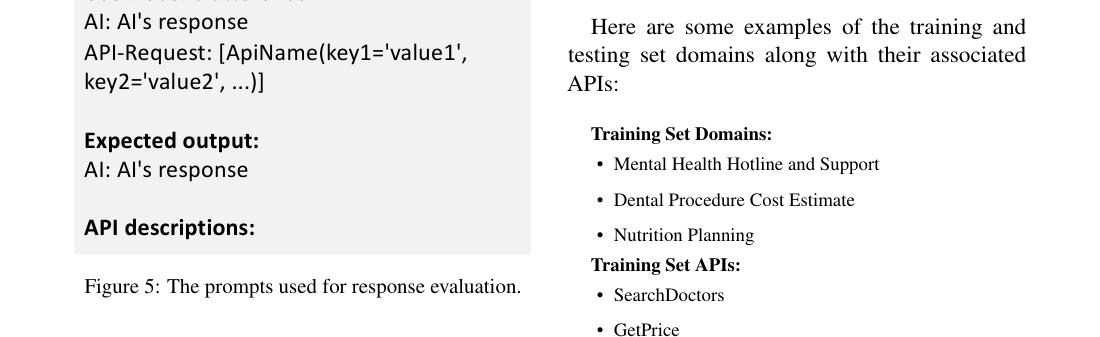 AI: AI's response
API-Request: [ApiName(key1='value1',
key2='value2', ...)]
Expected output:
AI: AI's response
API descriptions:
Figure 5: The prompts used for response evaluation.
Here are some examples of the training and
testing set domains along with their associated
APIs:
Training Set Domains:
• Mental Health Hotline and Support
• Dental Procedure Cost Estimate
• Nutrition Planning
Training Set APIs:
• SearchDoctors
• GetPrice